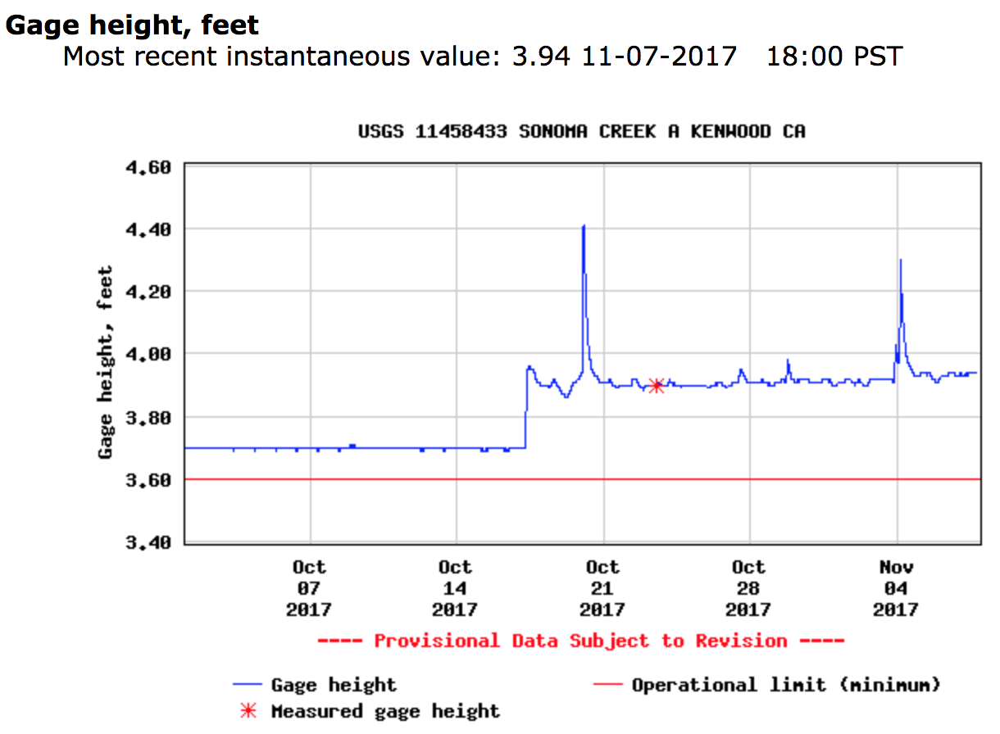 Gage height, feet
Most recent instantaneous value: 3.94 11-07-2017 18:00 PST
USGS 11458433 SONOMA CREEK A KENWOOD CA
Gage height, feet
4.60
4.40
4.20
4.00
3.80
3.60
3.40
Oct 07 2017
Oct 14 2017
Oct 21 2017
Oct 28 2017
Nov 04 2017
---- Provisional Data Subject to Revision ----
Gage height
Operational limit (minimum)
Measured gage height